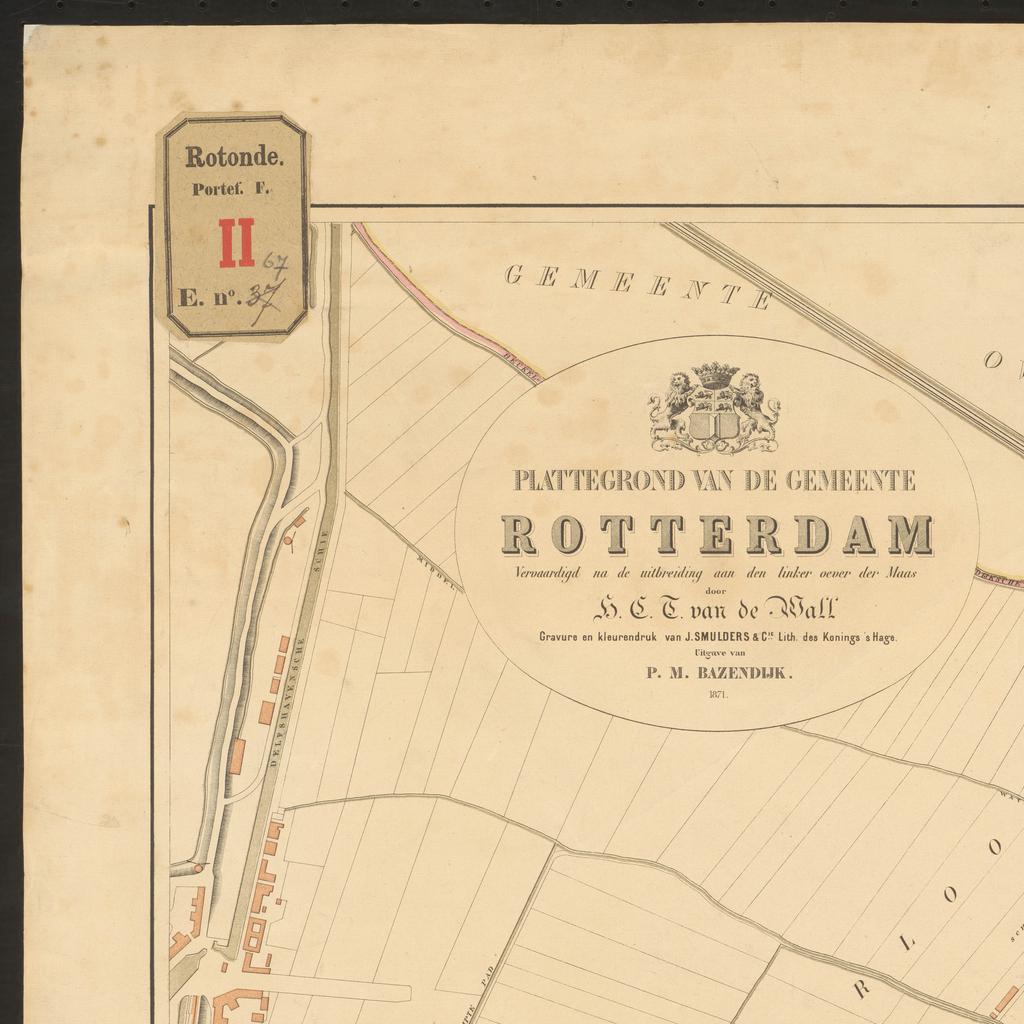 Rotonde.
Portef. F.
II
67
E. nº. 37
GEMEENTE
HEUKEL-
PLATTEGROND VAN DE GEMEENTE
ROTTERDAM
Vervaardigd na de uitbreiding aan den linker oever der Maas
door
H. C. T. van de Wall
Gravure en kleurendruk van J. SMULDERS & Cie Lith. des Konings 's Hage.
Uitgave van
P. M. BAZENDIJK.
1871.
MIDDEL
DELFSHAVENSCHE SCHIE
PAD
R L O O